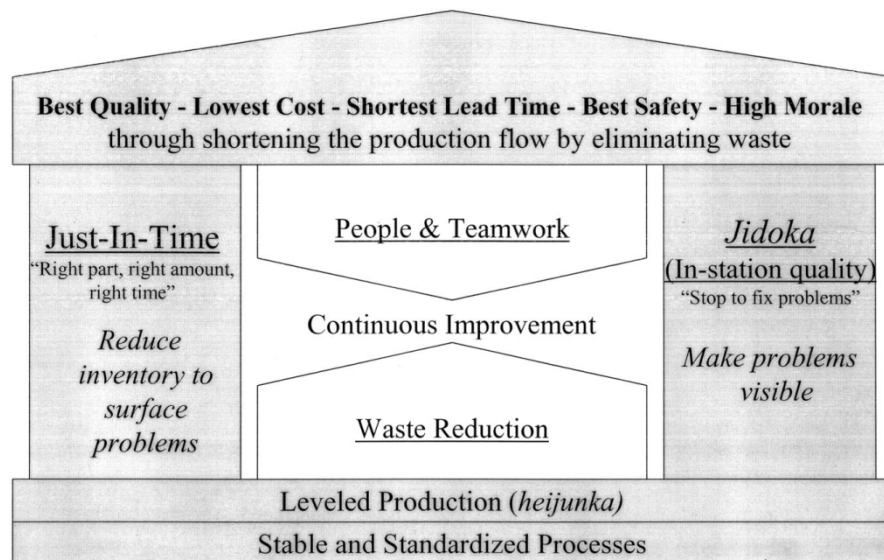 Best Quality - Lowest Cost - Shortest Lead Time - Best Safety - High Morale
through shortening the production flow by eliminating waste
Just-In-Time
“Right part, right amount,
right time”
Reduce
inventory to
surface
problems
People & Teamwork
Continuous Improvement
Waste Reduction
Jidoka
(In-station quality)
“Stop to fix problems”
Make problems
visible
Leveled Production (heijunka)
Stable and Standardized Processes